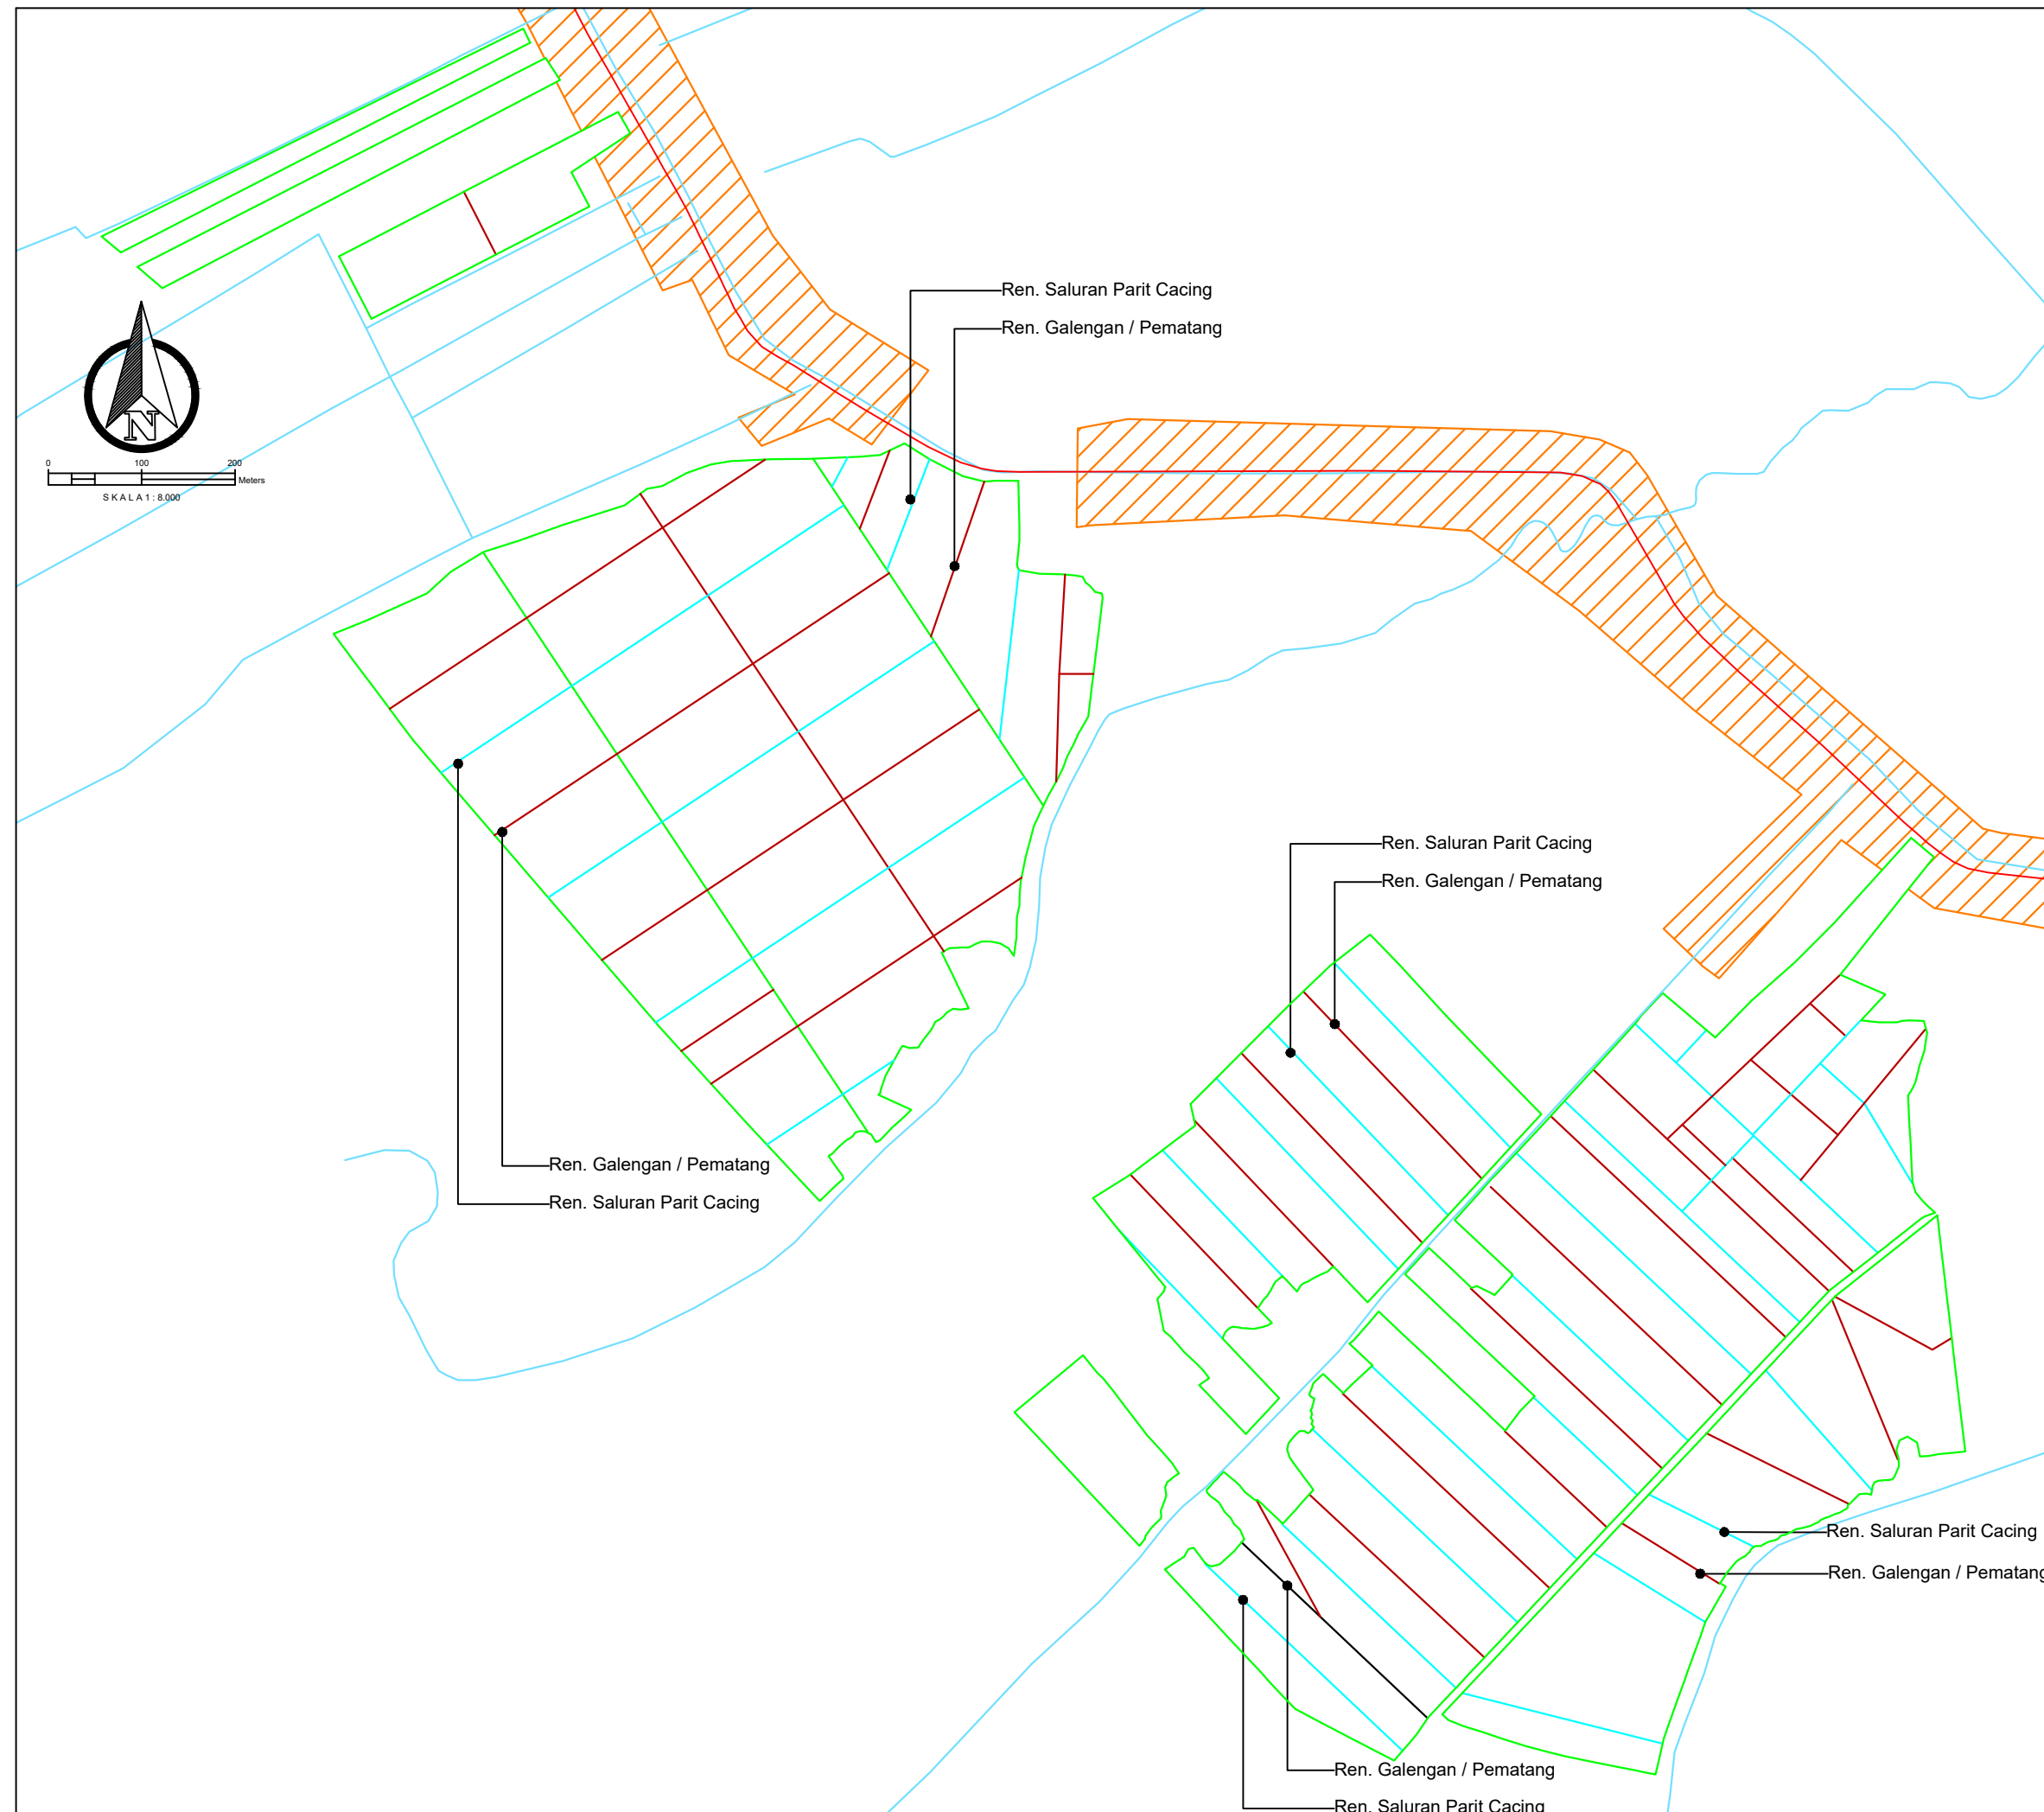 Ren. Saluran Parit Cacing
Ren. Galengan / Pematang
N
0 100 200
Meters
S K A L A 1 : 8.000
Ren. Saluran Parit Cacing
Ren. Galengan / Pematang
Ren. Galengan / Pematang
Ren. Saluran Parit Cacing
Ren. Saluran Parit Cacing
Ren. Galengan / Pematang
Ren. Galengan / Pematang
Ren. Saluran Parit Cacing